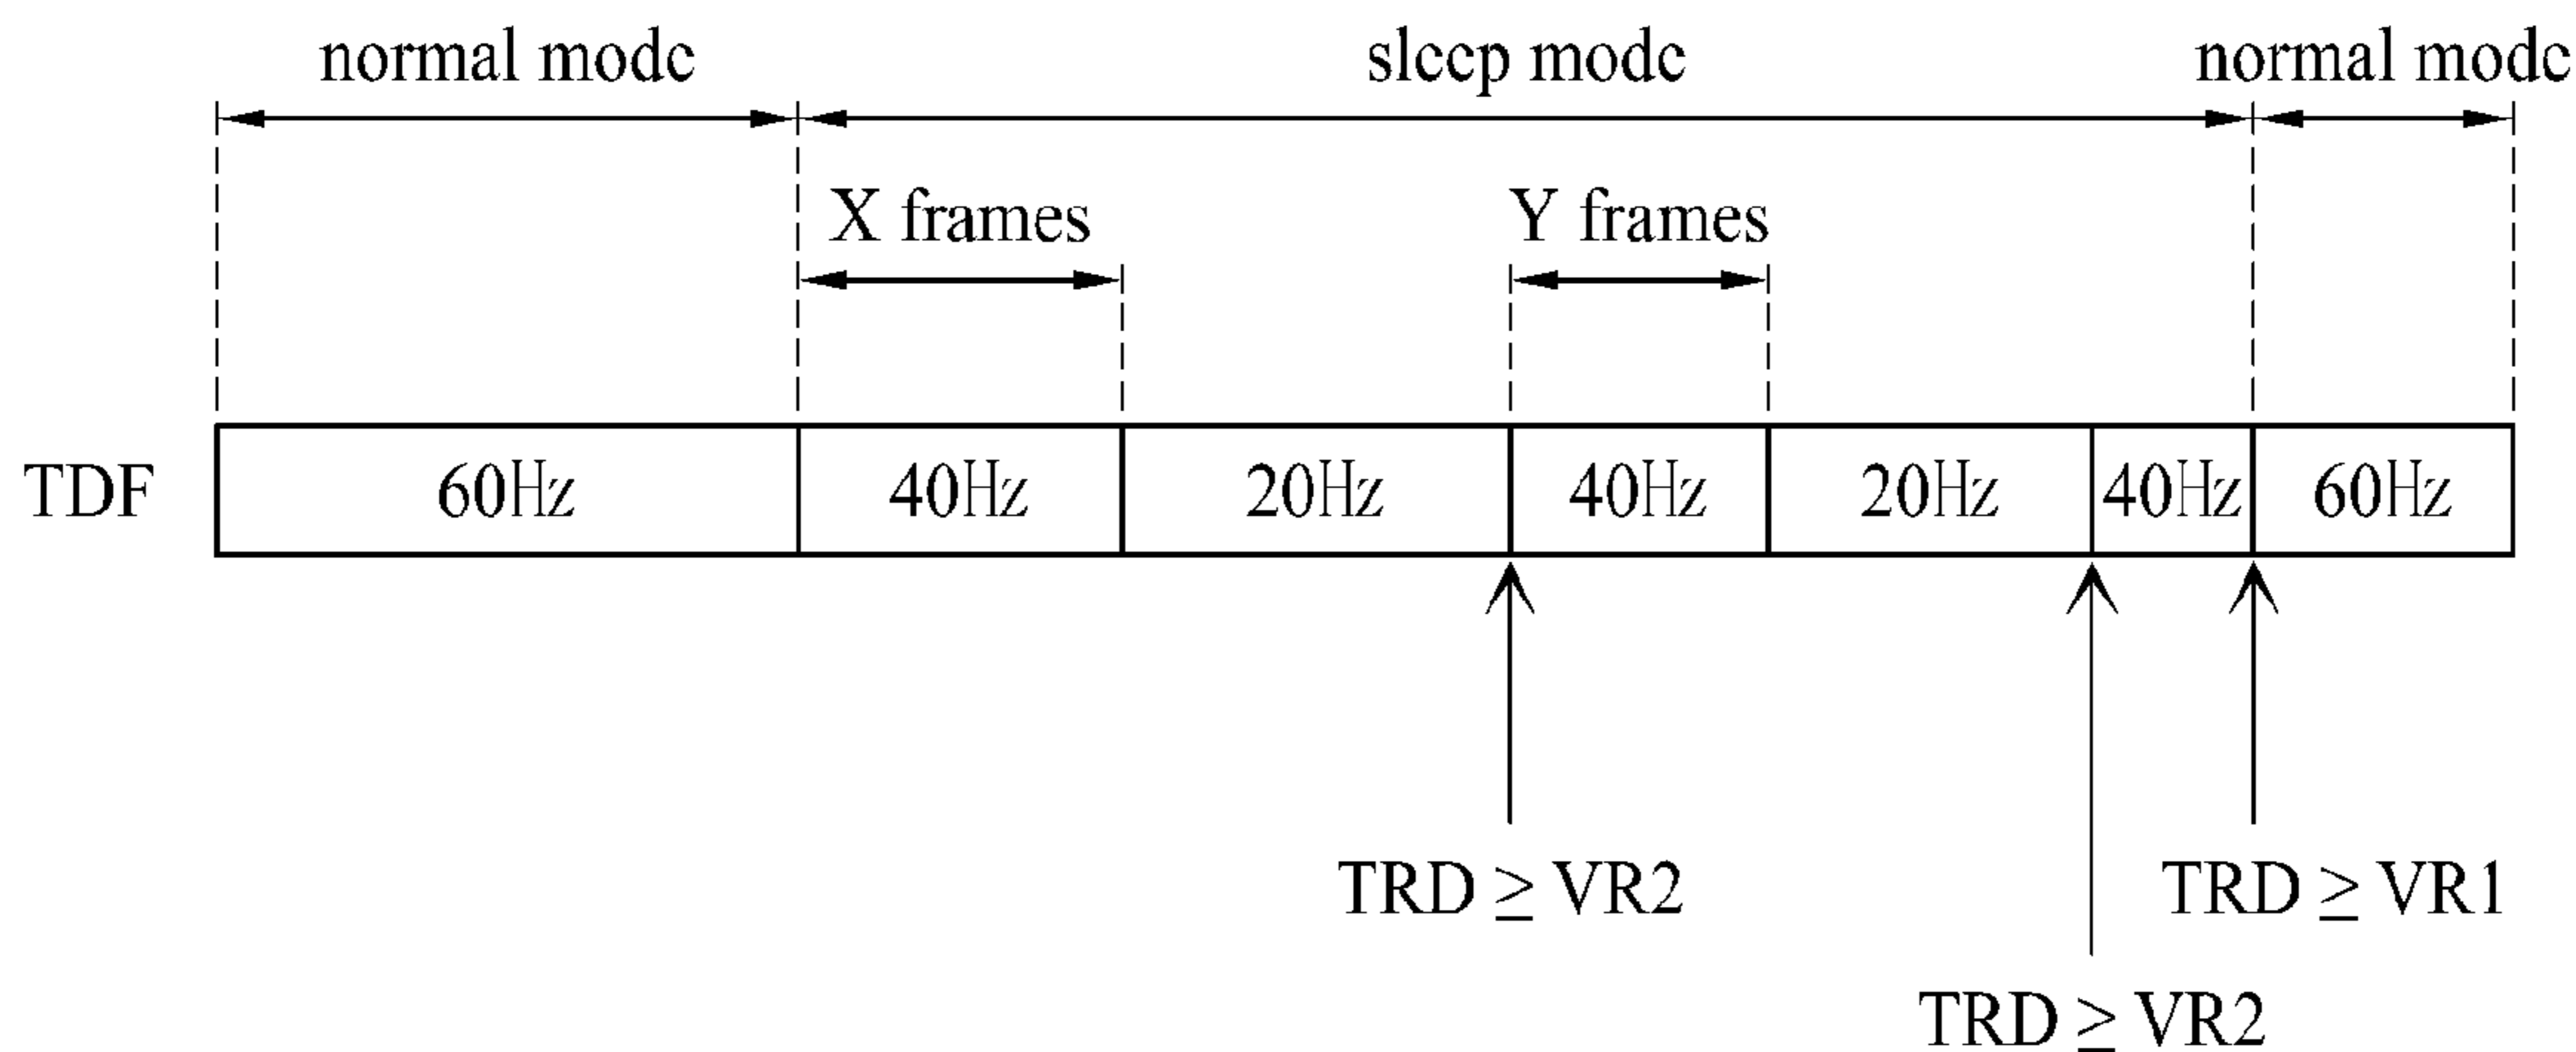 normal mode sleep mode normal mode
X frames Y frames
TDF 60Hz 40Hz 20Hz 40Hz 20Hz 40Hz 60Hz
TRD ≥ VR2 TRD ≥ VR1
TRD ≥ VR2